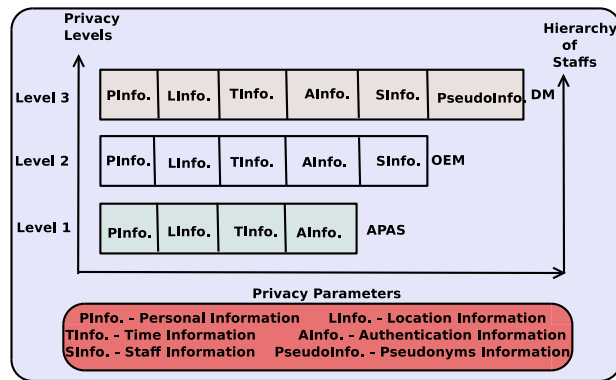 Privacy
Levels
Hierarchy
of
Staffs
Level 3
PInfo. LInfo. TInfo. AInfo. SInfo. PseudoInfo. DM
Level 2
PInfo. LInfo. TInfo. AInfo. SInfo. OEM
Level 1
PInfo. LInfo. TInfo. AInfo. APAS
Privacy Parameters
PInfo. - Personal Information LInfo. - Location Information
TInfo. - Time Information AInfo. - Authentication Information
SInfo. - Staff Information PseudoInfo. - Pseudonyms Information